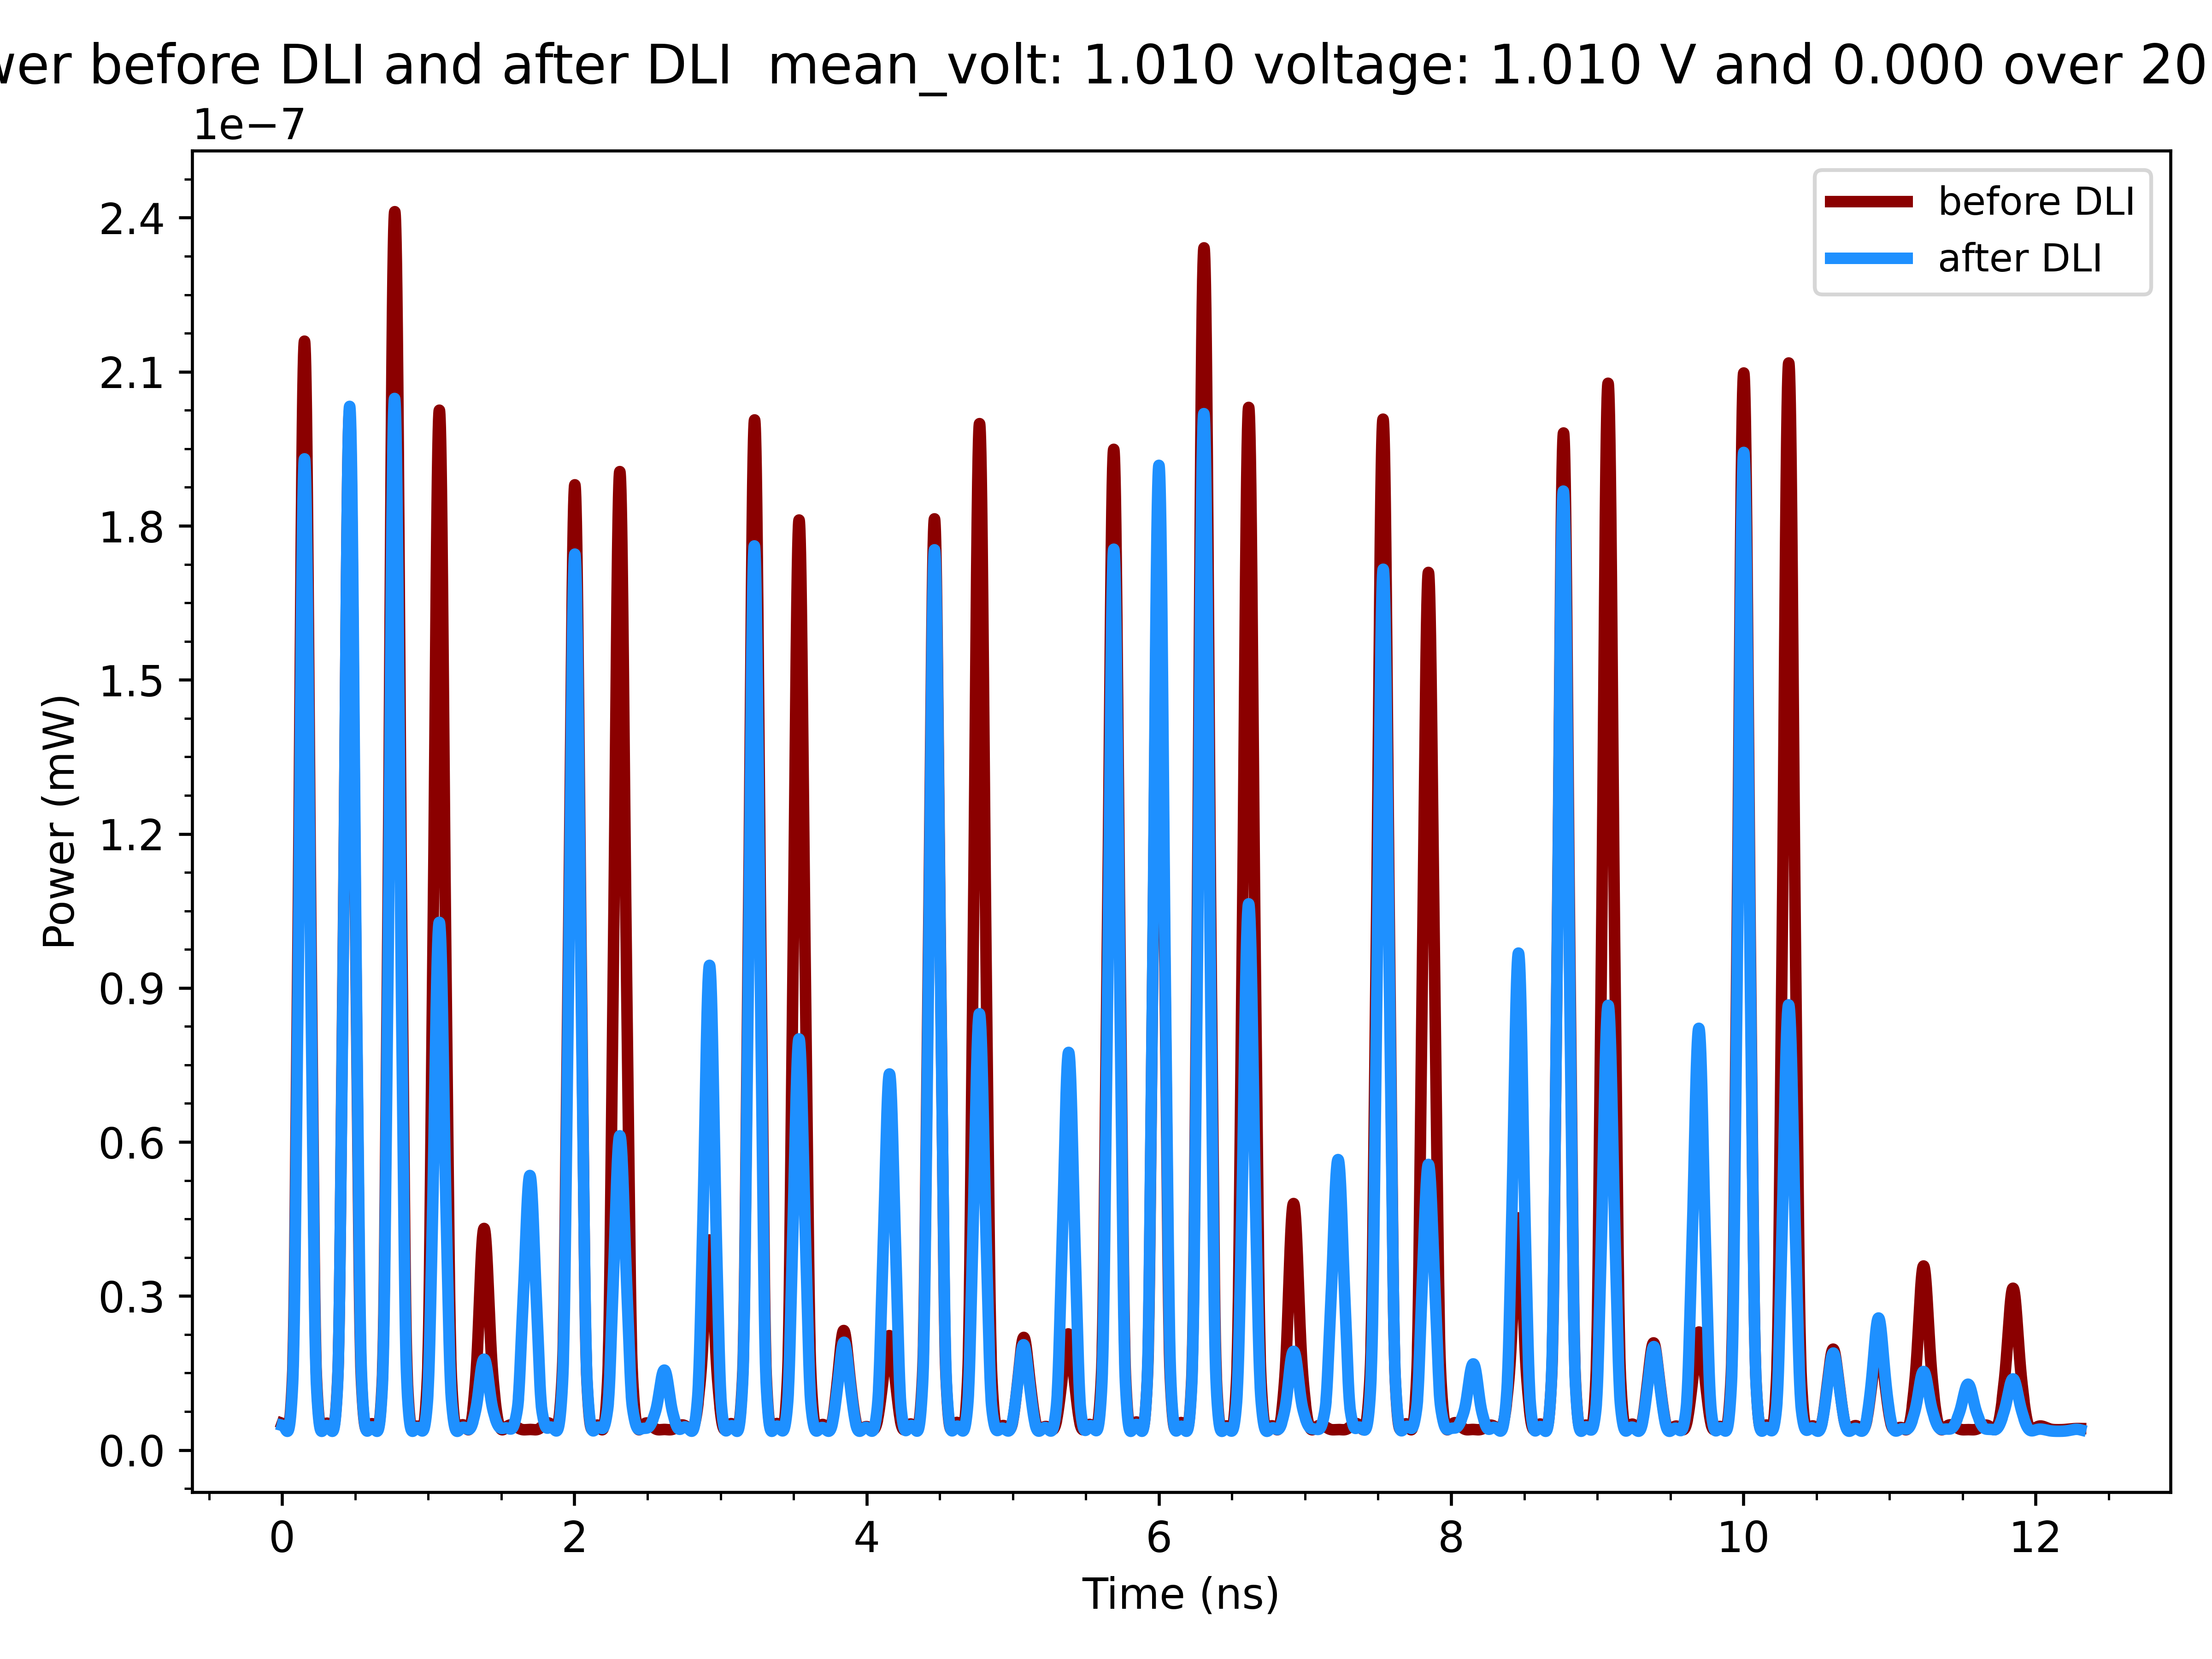 before DLI and after DLI mean_volt: 1.010 voltage: 1.010 V and 0.000 over 20
1e−7
before DLI
after DLI
2.4
2.1
1.8
1.5
1.2
0.9
0.6
0.3
0.0
Power (mW)
0 2 4 6 8 10 12
Time (ns)